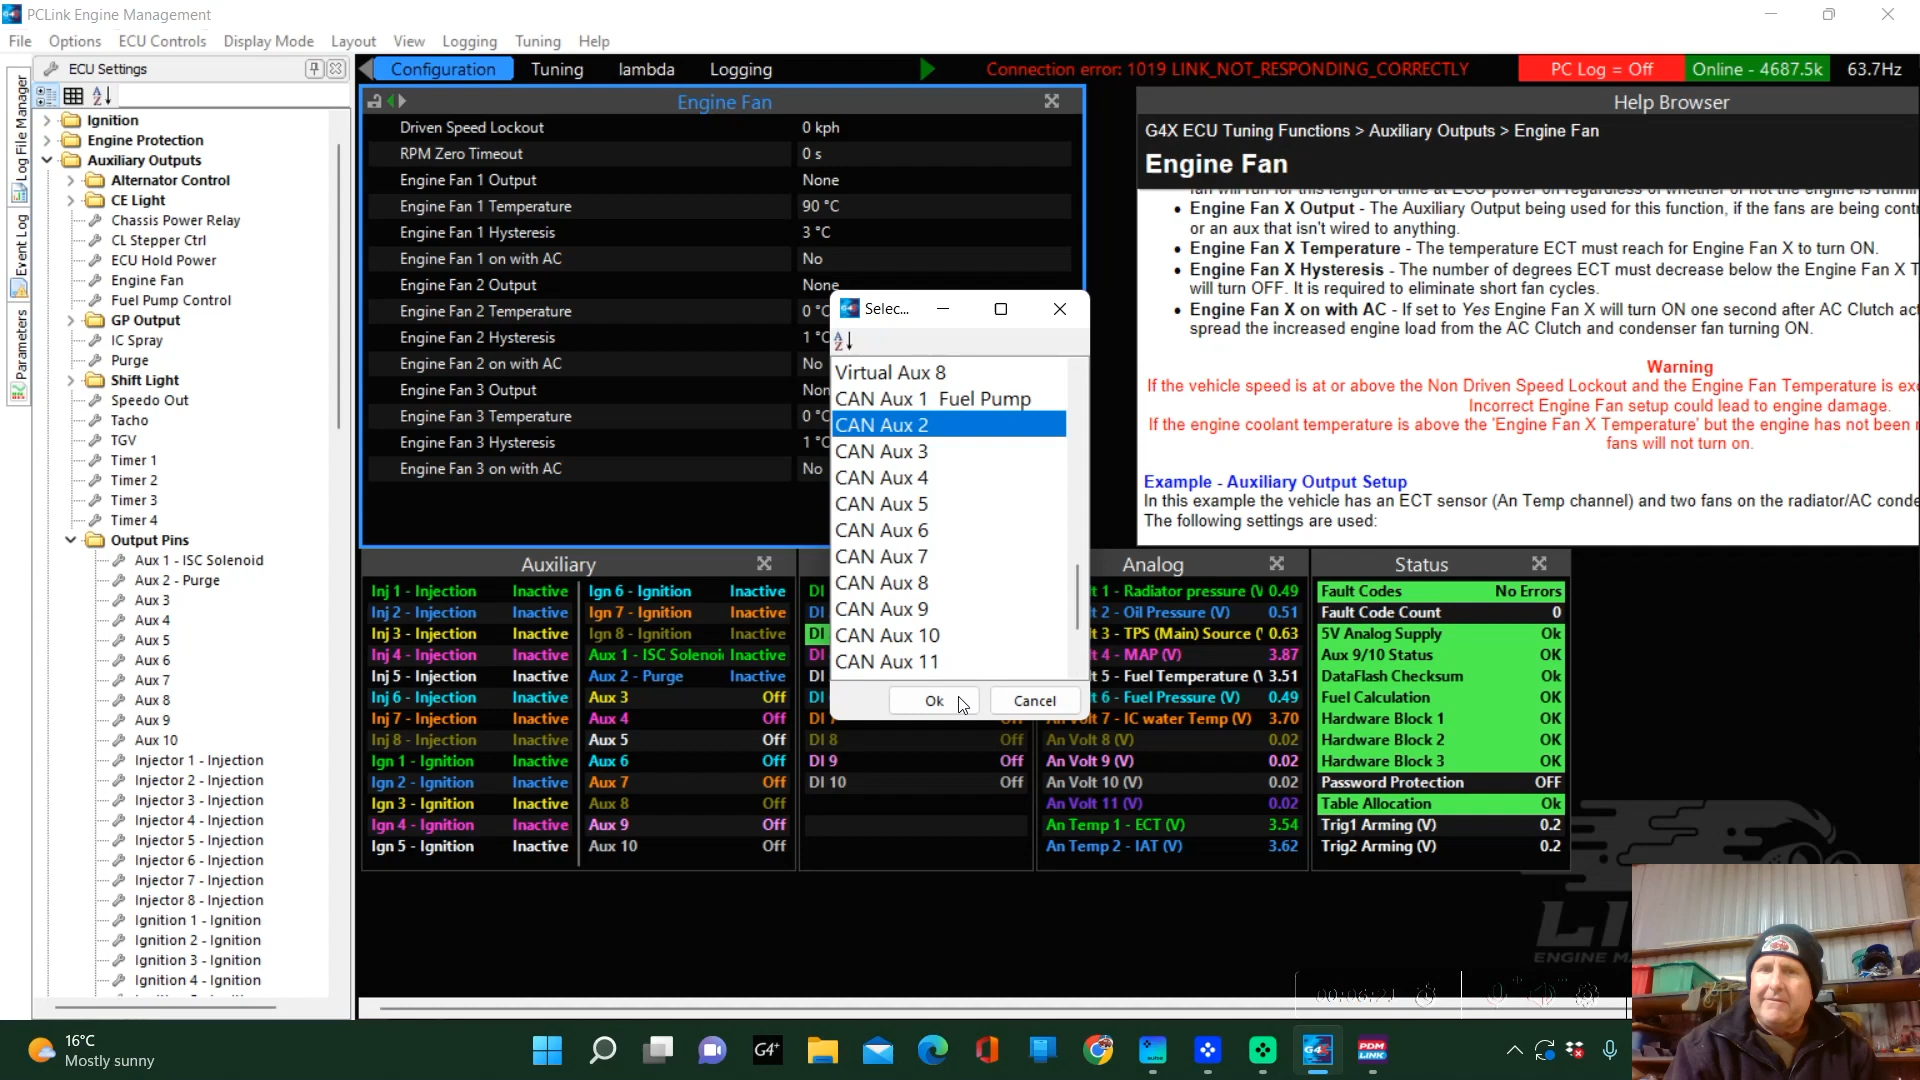 PCLink Engine Management
File Edit Options ECU Controls Display Mode Layout View Logging Tuning Help
Log File Manager
Event Log
Parameters
ECU Settings
Ignition
Engine Protection
Auxiliary Outputs
Alternator Control
CE Light
Chassis Power Relay
CL Stepper Ctrl
ECU Hold Power
Engine Fan
Fuel Pump Control
GP Output
IC Spray
Purge
Shift Light
Speedo Out
Tacho
TGV
Timer 1
Timer 2
Timer 3
Timer 4
Output Pins
Aux 1 - ISC Solenoid
Aux 2 - Purge
Aux 3
Aux 4
Aux 5
Aux 6
Aux 7
Aux 8
Aux 9
Aux 10
Injector 1 - Injection
Injector 2 - Injection
Injector 3 - Injection
Injector 4 - Injection
Injector 5 - Injection
Injector 6 - Injection
Injector 7 - Injection
Injector 8 - Injection
Ignition 1 - Ignition
Ignition 2 - Ignition
Ignition 3 - Ignition
Ignition 4 - Ignition
Configuration Tuning lambda Logging
Connection error: 1019 LINK_NOT_RESPONDING_CORRECTLY
PC Log = Off
Online - 4687.5k
63.7Hz
Engine Fan
Driven Speed Lockout 0 kph
RPM Zero Timeout 0 s
Engine Fan 1 Output None
Engine Fan 1 Temperature 90 °C
Engine Fan 1 Hysteresis 3 °C
Engine Fan 1 on with AC No
Engine Fan 2 Output None
Engine Fan 2 Temperature 0 °C
Engine Fan 2 Hysteresis 1 °C
Engine Fan 2 on with AC No
Engine Fan 3 Output Non
Engine Fan 3 Temperature 0 °C
Engine Fan 3 Hysteresis 1 °C
Engine Fan 3 on with AC No
Selec...
Virtual Aux 8
CAN Aux 1 Fuel Pump
CAN Aux 2
CAN Aux 3
CAN Aux 4
CAN Aux 5
CAN Aux 6
CAN Aux 7
CAN Aux 8
CAN Aux 9
CAN Aux 10
CAN Aux 11
Ok Cancel
Help Browser
G4X ECU Tuning Functions > Auxiliary Outputs > Engine Fan
Engine Fan
• Engine Fan X Output - The Auxiliary Output being used for this function, if the fans are being cont
or an aux that isn't wired to anything.
• Engine Fan X Temperature - The temperature ECT must reach for Engine Fan X to turn ON.
• Engine Fan X Hysteresis - The number of degrees ECT must decrease below the Engine Fan X T
will turn OFF. It is required to eliminate short fan cycles.
• Engine Fan X on with AC - If set to Yes Engine Fan X will turn ON one second after AC Clutch act
spread the increased engine load from the AC Clutch and condenser fan turning ON.
Warning
If the vehicle speed is at or above the Non Driven Speed Lockout and the Engine Fan Temperature is exc
Incorrect Engine Fan setup could lead to engine damage.
If the engine coolant temperature is above the 'Engine Fan X Temperature' but the engine has not been r
fans will not turn on.
Example - Auxiliary Output Setup
In this example the vehicle has an ECT sensor (An Temp channel) and two fans on the radiator/AC conde
The following settings are used:
Auxiliary
Inj 1 - Injection Inactive Ign 6 - Ignition Inactive
Inj 2 - Injection Inactive Ign 7 - Ignition Inactive
Inj 3 - Injection Inactive Ign 8 - Ignition Inactive
Inj 4 - Injection Inactive Aux 1 - ISC Solenoi Inactive
Inj 5 - Injection Inactive Aux 2 - Purge Inactive
Inj 6 - Injection Inactive Aux 3 Off
Inj 7 - Injection Inactive Aux 4 Off
Inj 8 - Injection Inactive Aux 5 Off
Ign 1 - Ignition Inactive Aux 6 Off
Ign 2 - Ignition Inactive Aux 7 Off
Ign 3 - Ignition Inactive Aux 8 Off
Ign 4 - Ignition Inactive Aux 9 Off
Ign 5 - Ignition Inactive Aux 10 Off
DI
DI
DI
DI
DI
DI
DI 7 Off
DI 8 Off
DI 9 Off
DI 10 Off
Analog
t 1 - Radiator pressure (V 0.49
t 2 - Oil Pressure (V) 0.51
t 3 - TPS (Main) Source (' 0.63
t 4 - MAP (V) 3.87
t 5 - Fuel Temperature (\ 3.51
t 6 - Fuel Pressure (V) 0.49
t 7 - IC water Temp (V) 3.70
An Volt 8 (V) 0.02
An Volt 9 (V) 0.02
An Volt 10 (V) 0.02
An Volt 11 (V) 0.02
An Temp 1 - ECT (V) 3.54
An Temp 2 - IAT (V) 3.62
Status
Fault Codes No Errors
Fault Code Count 0
5V Analog Supply Ok
Aux 9/10 Status OK
DataFlash Checksum Ok
Fuel Calculation OK
Hardware Block 1 OK
Hardware Block 2 OK
Hardware Block 3 OK
Password Protection OFF
Table Allocation Ok
Trig1 Arming (V) 0.2
Trig2 Arming (V) 0.2
LI
ENGINE M
16°C
Mostly sunny
G4+
G4X
PDM
LINK